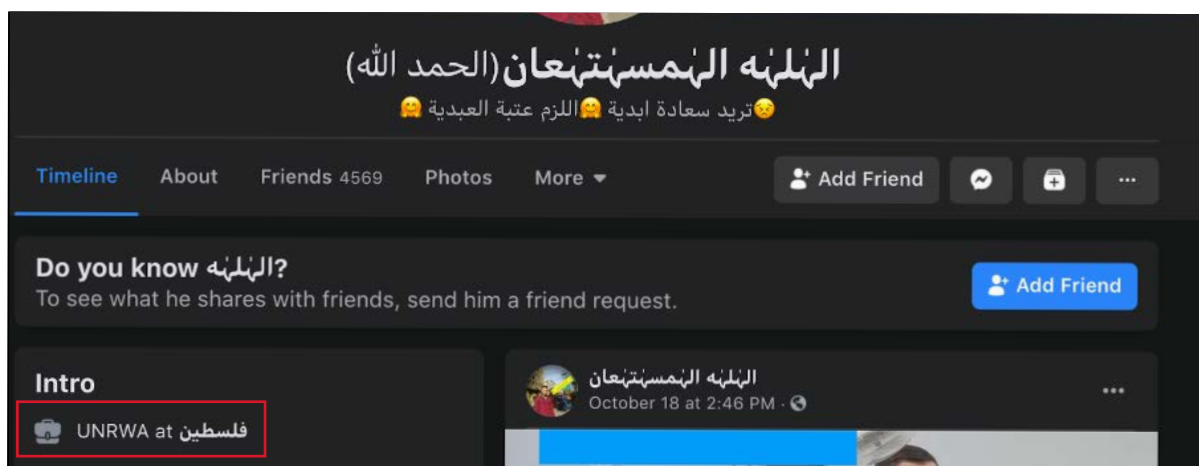 الہٰلہٰه الہٰمسہٰتہٰعان(الحمد الله)
😣تريد سعادة ابدية🤗اللزم عتبة العبدية🤗
Timeline About Friends 4569 Photos More Add Friend
Do you know الہٰلہٰه?
To see what he shares with friends, send him a friend request.
Add Friend
Intro
UNRWA at فلسطين
الہٰلہٰه الہٰمسہٰتہٰعان
October 18 at 2:46 PM ·